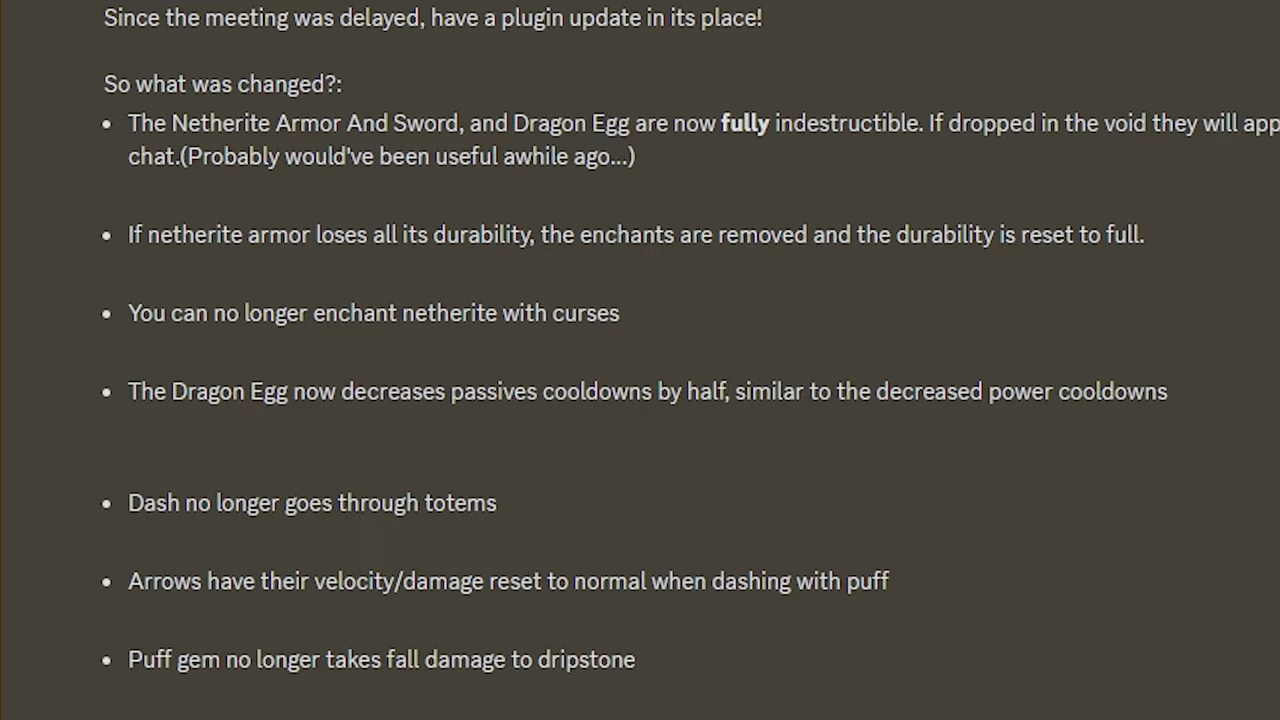 Since the meeting was delayed, have a plugin update in its place!
So what was changed?:
• The Netherite Armor And Sword, and Dragon Egg are now fully indestructible. If dropped in the void they will
chat.(Probably would've been useful awhile ago...)
• If netherite armor loses all its durability, the enchants are removed and the durability is reset to full.
• You can no longer enchant netherite with curses
• The Dragon Egg now decreases passives cooldowns by half, similar to the decreased power cooldowns
• Dash no longer goes through totems
• Arrows have their velocity/damage reset to normal when dashing with puff
• Puff gem no longer takes fall damage to dripstone